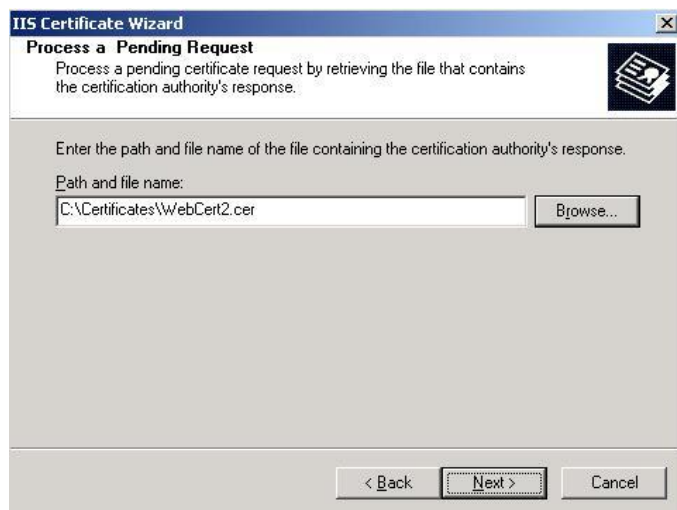 IIS Certificate Wizard
Process a Pending Request
Process a pending certificate request by retrieving the file that contains
the certification authority's response.
Enter the path and file name of the file containing the certification authority's response.
Path and file name:
C:\Certificates\WebCert2.cer
Browse...
< Back
Next >
Cancel